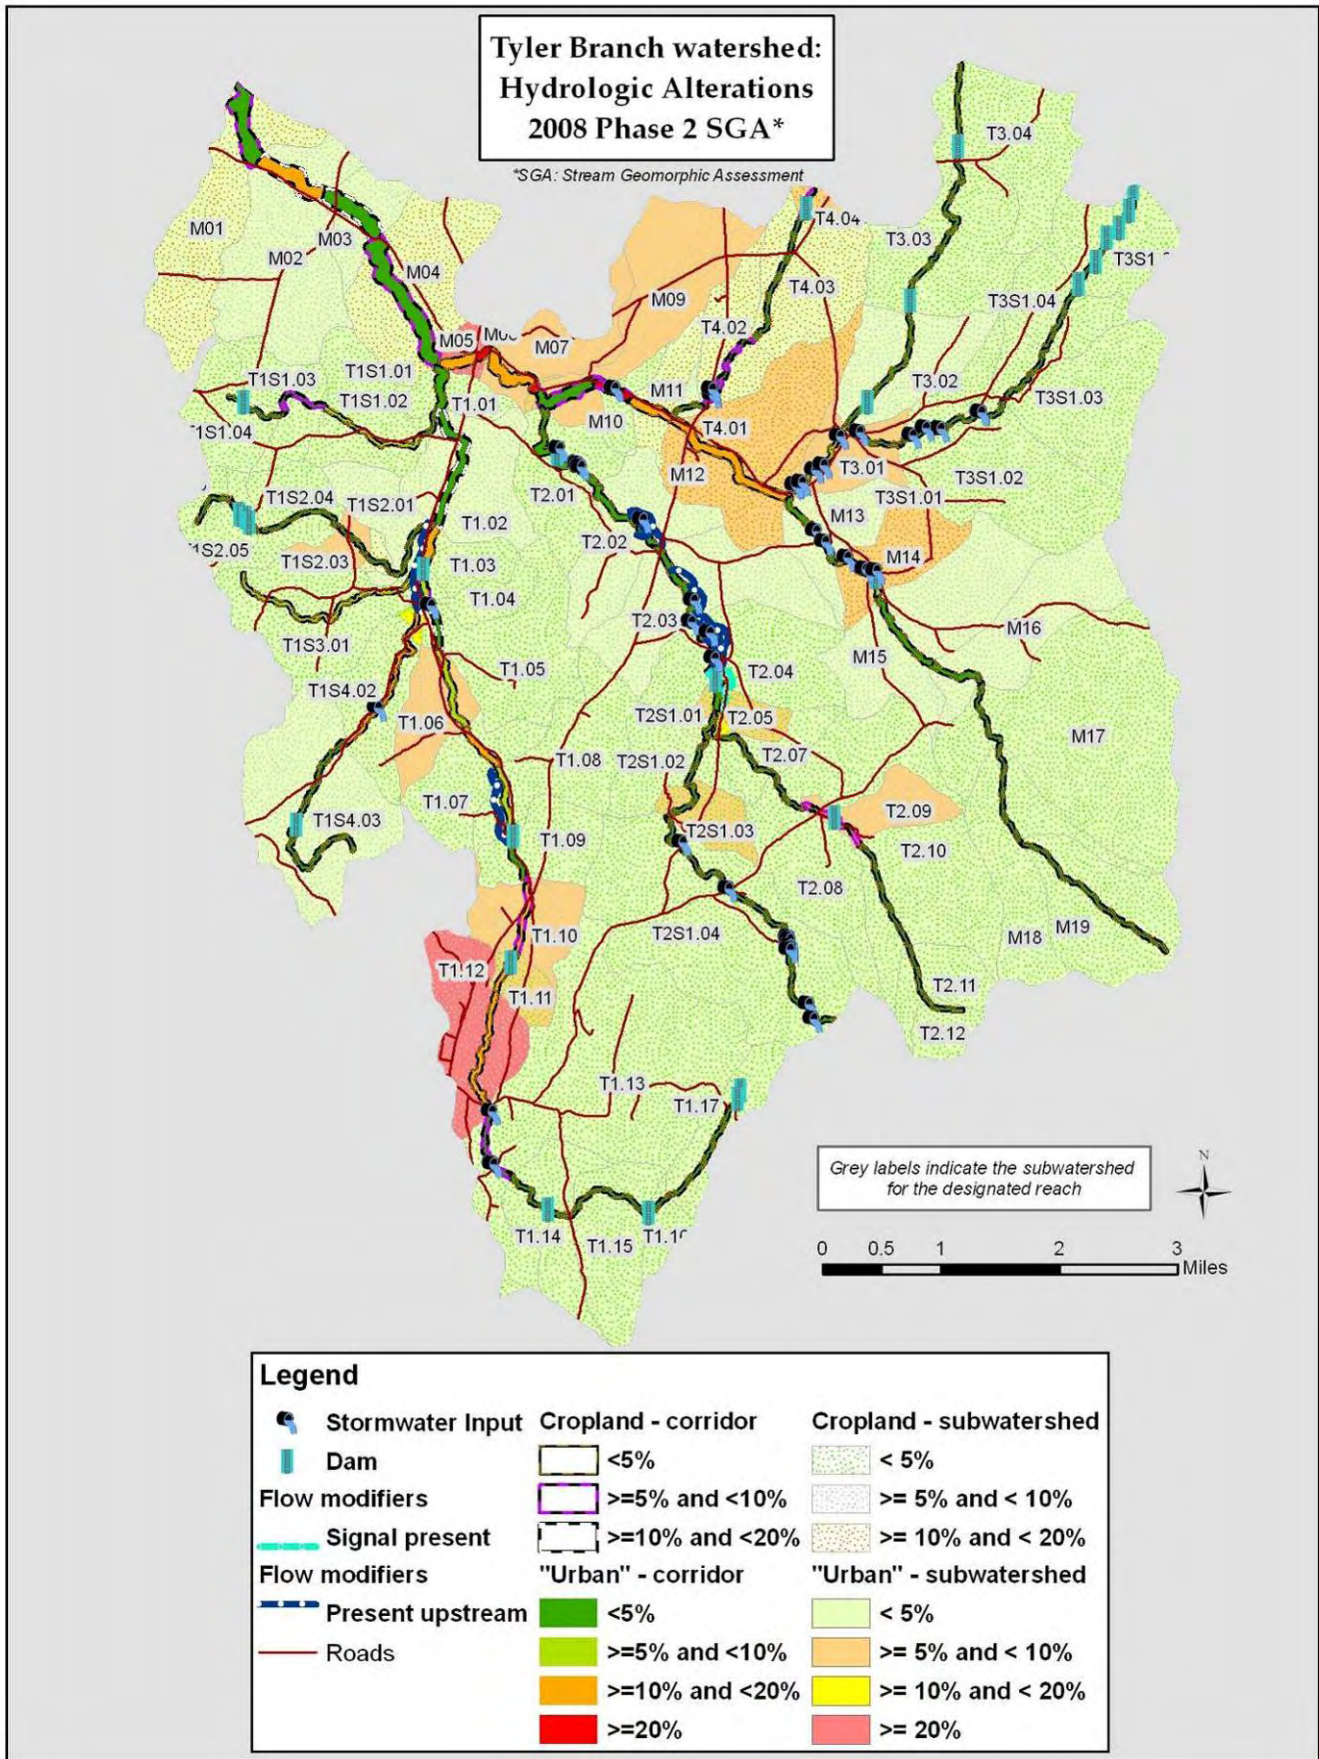 Tyler Branch watershed:
Hydrologic Alterations
2008 Phase 2 SGA*
*SGA: Stream Geomorphic Assessment
T3.04
T4.04
M01
M03
M02
M04
T3.03
T3S1
T4.03
M09
T3S1.04
T4.02
M05
M07
T1S1.03
T1S1.01
T1S1.02
T1.01
M11
T3.02
T3S1.03
T1S1.04
M10
T4.01
M12
T3.01
T2.01
T3S1.02
T3S1.01
T1S2.04
T1S2.01
M13
T1.02
T2.02
T1S2.05
T1S2.03
T1.03
M14
T1.04
T2.03
M16
T1S3.01
M15
T1.05
T2.04
T1S4.02
T2S1.01
T2.05
T1.06
M17
T2.07
T1.08
T2S1.02
T1.07
T2.09
T1S4.03
T2S1.03
T1.09
T2.10
T2.08
T1.10
T2S1.04
M18
M19
T1.12
T1.11
T2.11
T2.12
T1.13
T1.17
T1.14
T1.15
Grey labels indicate the subwatershed
for the designated reach
N
0 0.5 1 2 3
Miles
Legend
Stormwater Input
Dam
Flow modifiers
Signal present
Flow modifiers
Present upstream
Roads
Cropland - corridor
<5%
>=5% and <10%
>=10% and <20%
"Urban" - corridor
<5%
>=5% and <10%
>=10% and <20%
>=20%
Cropland - subwatershed
< 5%
>= 5% and < 10%
>= 10% and < 20%
"Urban" - subwatershed
< 5%
>= 5% and < 10%
>= 10% and < 20%
>= 20%